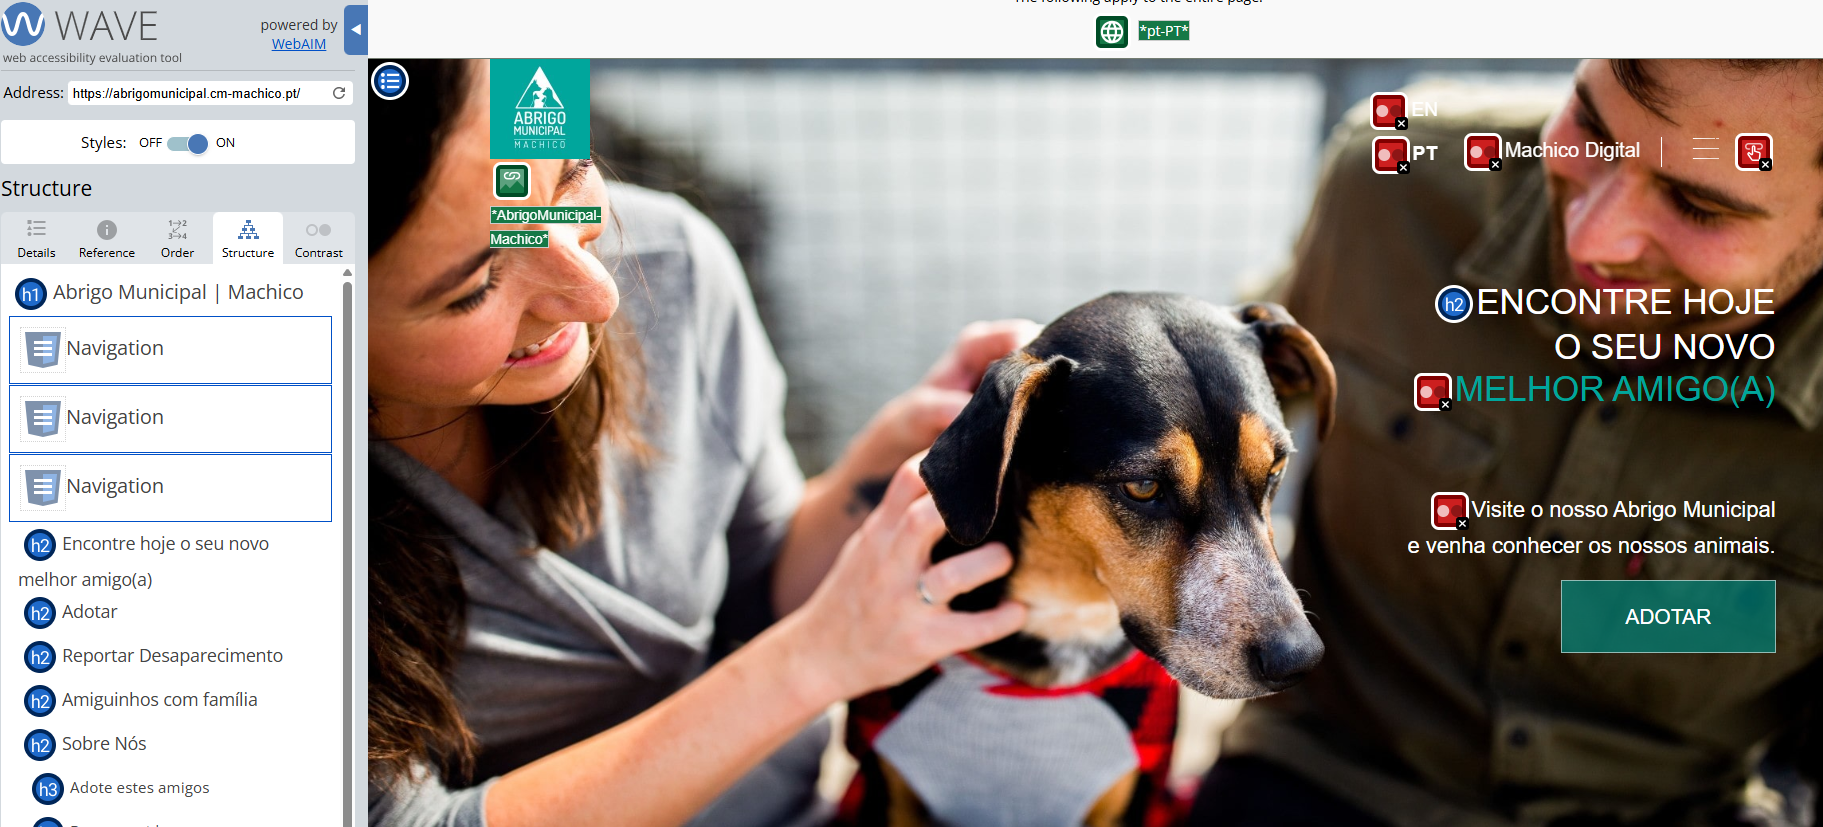 WAVE
powered by
WebAIM
web accessibility evaluation tool
Address: https://abrigomunicipal.cm-machico.pt/
Styles: OFF ON
Structure
Details Reference Order Structure Contrast
h1 Abrigo Municipal | Machico
Navigation
Navigation
Navigation
h2 Encontre hoje o seu novo
melhor amigo(a)
h2 Adotar
h2 Reportar Desaparecimento
h2 Amiguinhos com família
h2 Sobre Nós
h3 Adote estes amigos
The following apply to the entire page:
*pt-PT*
ABRIGO
MUNICIPAL
MACHICO
*AbrigoMunicipal-
Machico*
EN
PT
Machico Digital
h2 ENCONTRE HOJE
O SEU NOVO
MELHOR AMIGO(A)
Visite o nosso Abrigo Municipal
e venha conhecer os nossos animais.
ADOTAR